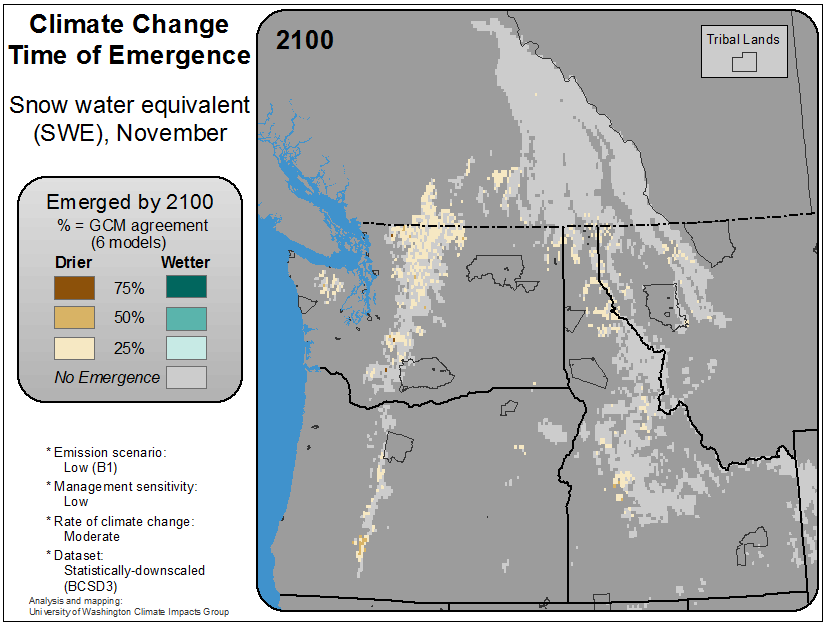 Climate Change
Time of Emergence
Snow water equivalent
(SWE), November
Emerged by 2100
% = GCM agreement
(6 models)
Drier Wetter
75%
50%
25%
No Emergence
* Emission scenario:
Low (B1)
* Management sensitivity:
Low
* Rate of climate change:
Moderate
* Dataset:
Statistically-downscaled
(BCSD3)
Analysis and mapping:
University of Washington Climate Impacts Group
2100
Tribal Lands